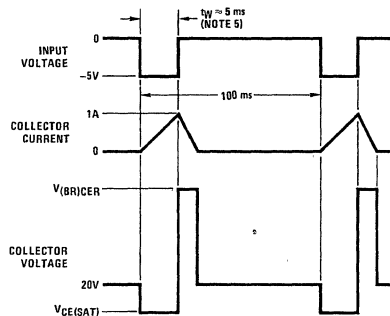 tW ≈ 5 ms
(NOTE 5)
0
INPUT
VOLTAGE
−5V
100 ms
1A
COLLECTOR
CURRENT
0
V(BR)CER
COLLECTOR
VOLTAGE
20V
VCE(SAT)